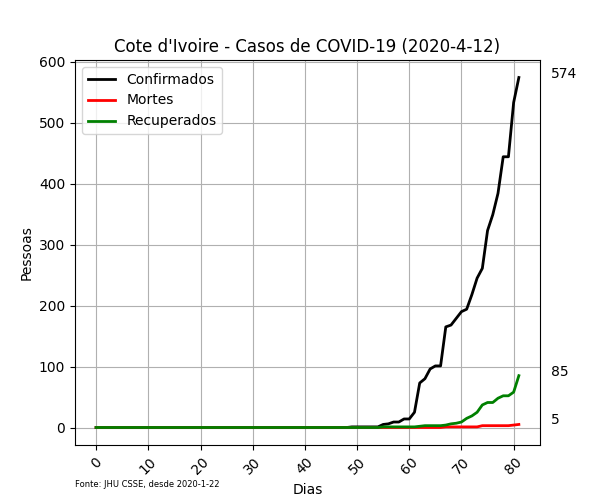 Cote d'Ivoire - Casos de COVID-19 (2020-4-12)
Confirmados
Mortes
Recuperados
600
500
400
300
200
100
0
Pessoas
574
85
5
0
10
20
30
40
50
60
70
80
Dias
Fonte: JHU CSSE, desde 2020-1-22